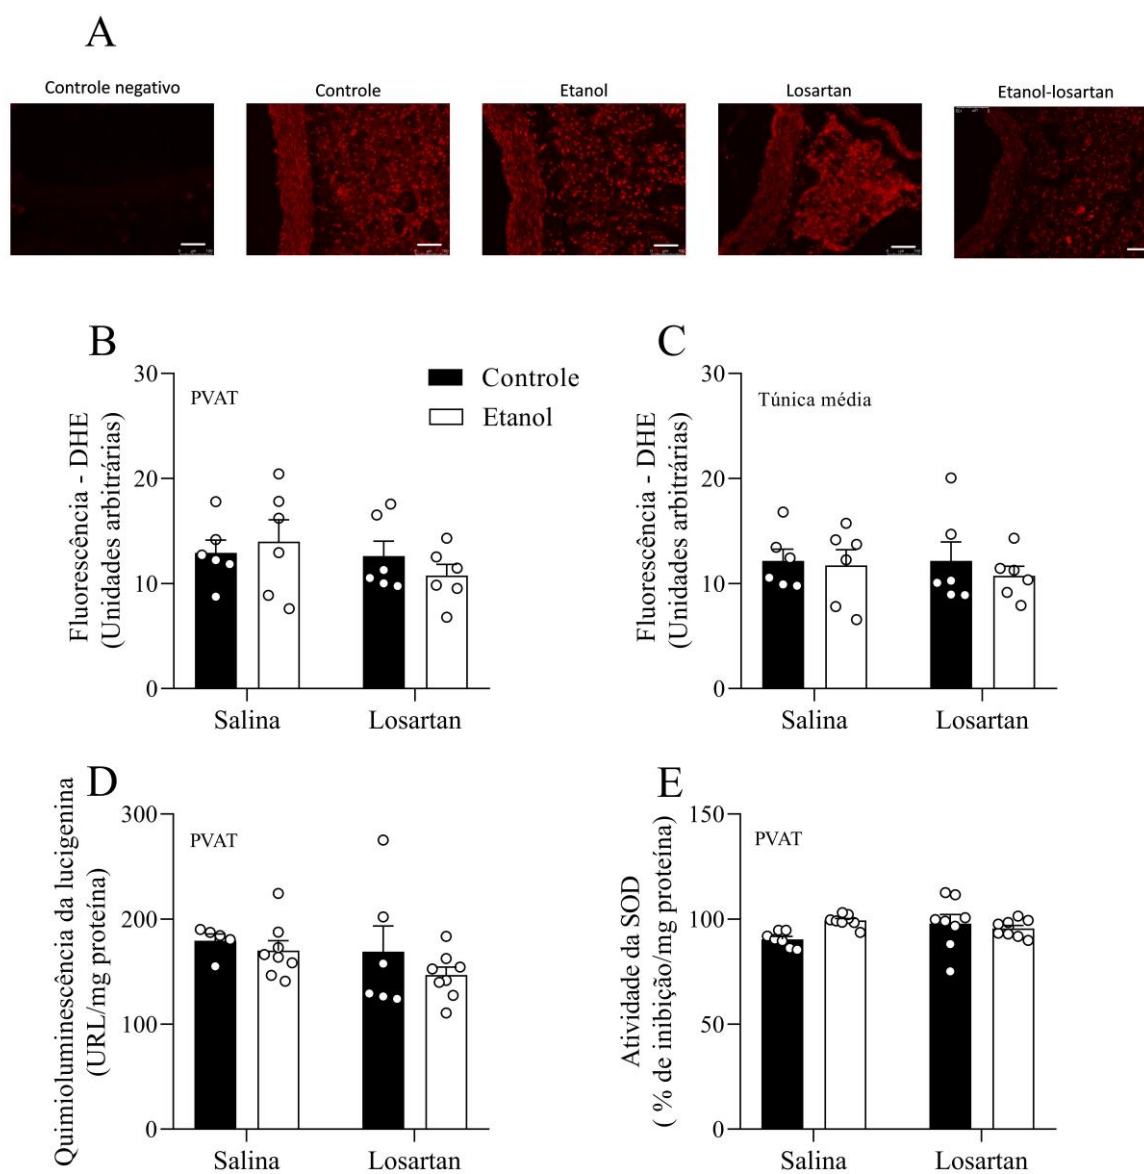 A
Controle negativo
Controle
Etanol
Losartan
Etanol-losartan
B
30
20
10
0
PVAT
Fluorescência - DHE
(Unidades arbitrárias)
Controle
Etanol
Salina
Losartan
C
30
20
10
0
Túnica média
Fluorescência - DHE
(Unidades arbitrárias)
Salina
Losartan
D
300
200
100
0
PVAT
Quimioluminescência da lucigenina
(URL/mg proteína)
Salina
Losartan
E
150
100
50
0
PVAT
Atividade da SOD
( % de inibição/mg proteína)
Salina
Losartan